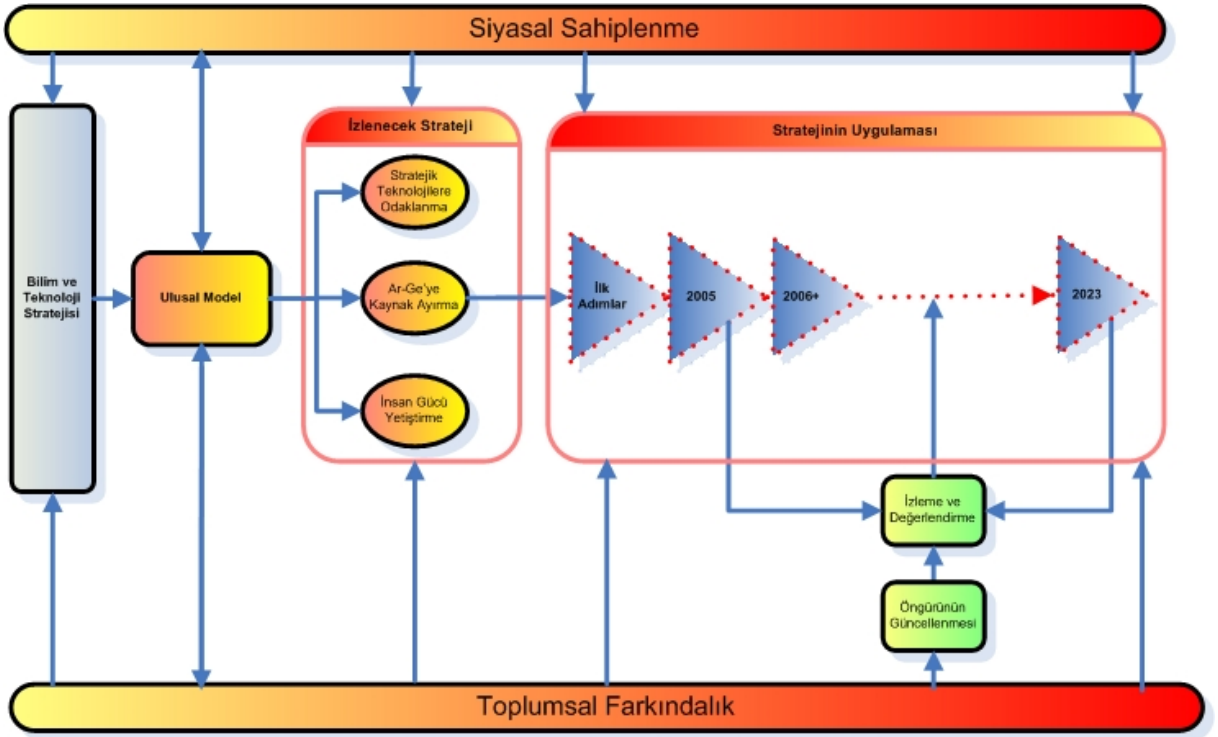 Siyasal Sahiplenme
Bilim ve
Teknoloji
Stratejisi
Ulusal Model
İzlenecek Strateji
Stratejik
Teknolojilere
Odaklanma
Ar-Ge'ye
Kaynak Ayırma
İnsan Gücü
Yetiştirme
Stratejinin Uygulaması
İlk
Adımlar
2005
2006+
2023
İzleme ve
Değerlendirme
Öngürünün
Güncellenmesi
Toplumsal Farkındalık